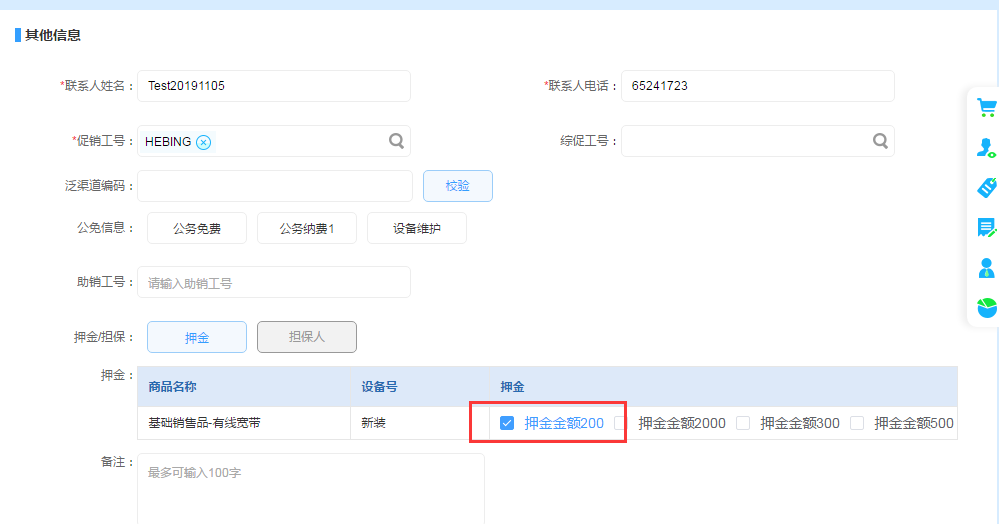 其他信息
*联系人姓名： Test20191105 *联系人电话： 65241723
*促销工号： HEBING 综促工号：
泛渠道编码： 校验
公免信息： 公务免费 公务纳费1 设备维护
助销工号： 请输入助销工号
押金/担保： 押金 担保人
押金： 商品名称 设备号 押金
基础销售品-有线宽带 新装 押金金额200 押金金额2000 押金金额300 押金金额500
备注： 最多可输入100字